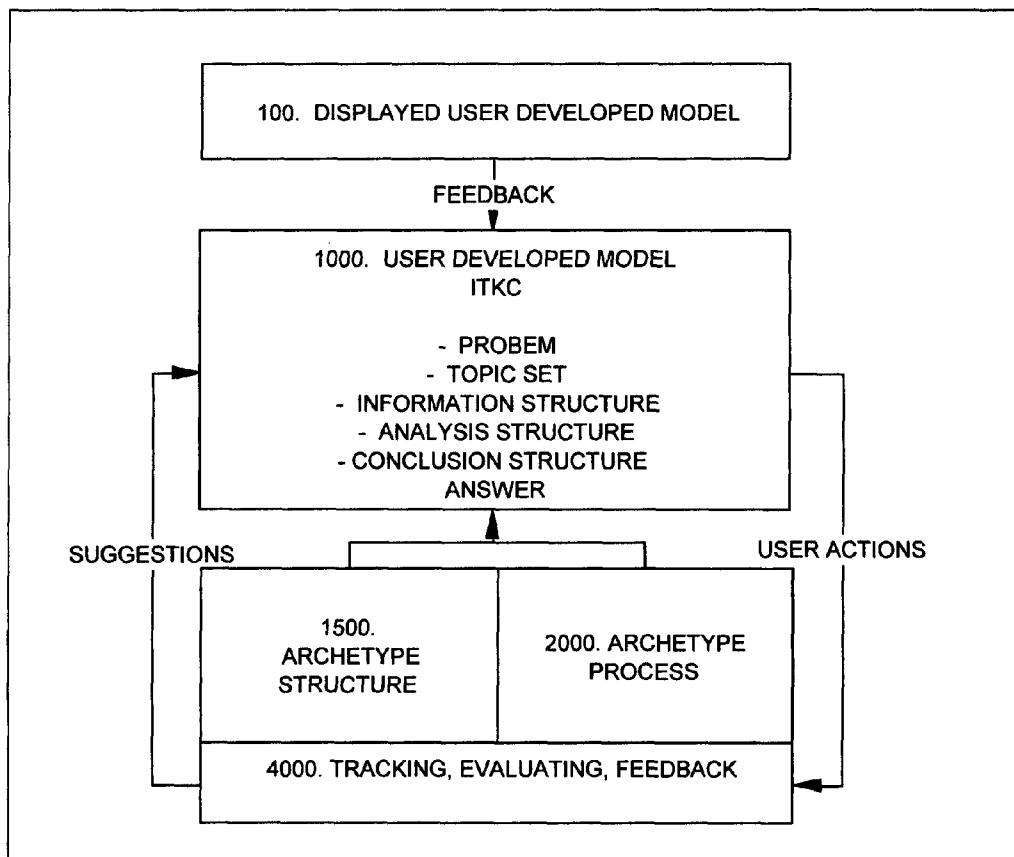 100. DISPLAYED USER DEVELOPED MODEL
FEEDBACK
1000. USER DEVELOPED MODEL
ITKC
- PROBEM
- TOPIC SET
- INFORMATION STRUCTURE
- ANALYSIS STRUCTURE
-CONCLUSION STRUCTURE
ANSWER
SUGGESTIONS
USER ACTIONS
1500.
ARCHETYPE
STRUCTURE
2000. ARCHETYPE
PROCESS
4000. TRACKING, EVALUATING, FEEDBACK